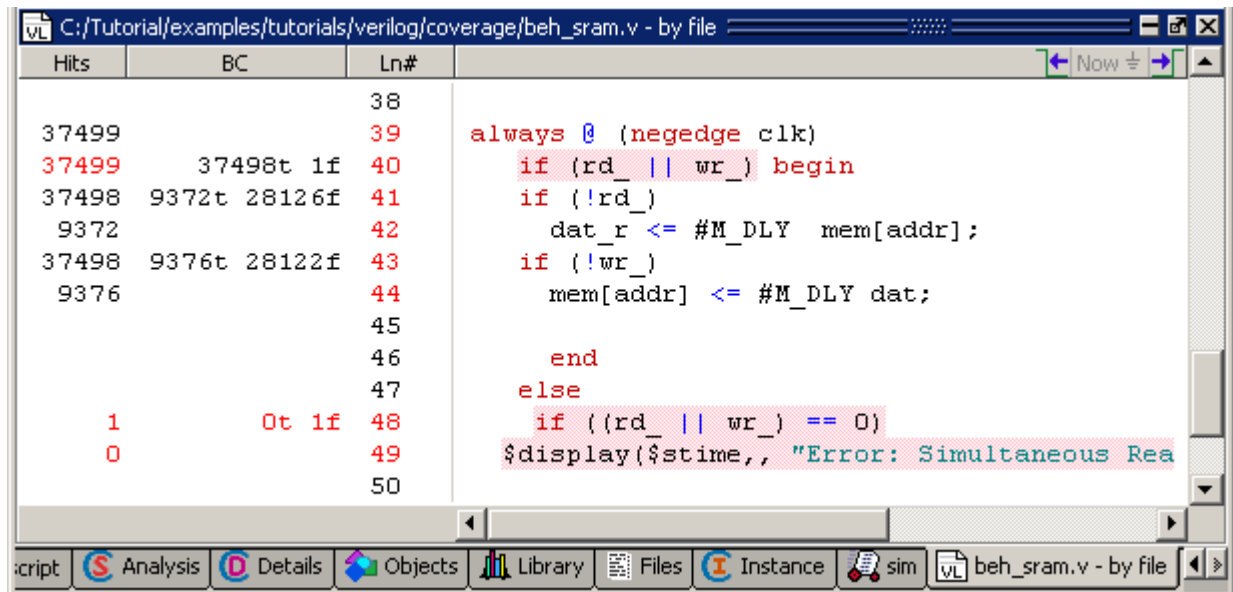 C:/Tutorial/examples/tutorials/verilog/coverage/beh_sram.v - by file
Hits BC Ln# Now
38
37499 39 always @ (negedge clk)
37499 37498t 1f 40 if (rd_ || wr_) begin
37498 9372t 28126f 41 if (!rd_)
9372 42 dat_r <= #M_DLY mem[addr];
37498 9376t 28122f 43 if (!wr_)
9376 44 mem[addr] <= #M_DLY dat;
45
46 end
47 else
1 0t 1f 48 if ((rd_ || wr_) == 0)
0 49 $display($stime,, "Error: Simultaneous Rea
50
cript Analysis Details Objects Library Files Instance sim beh_sram.v - by file